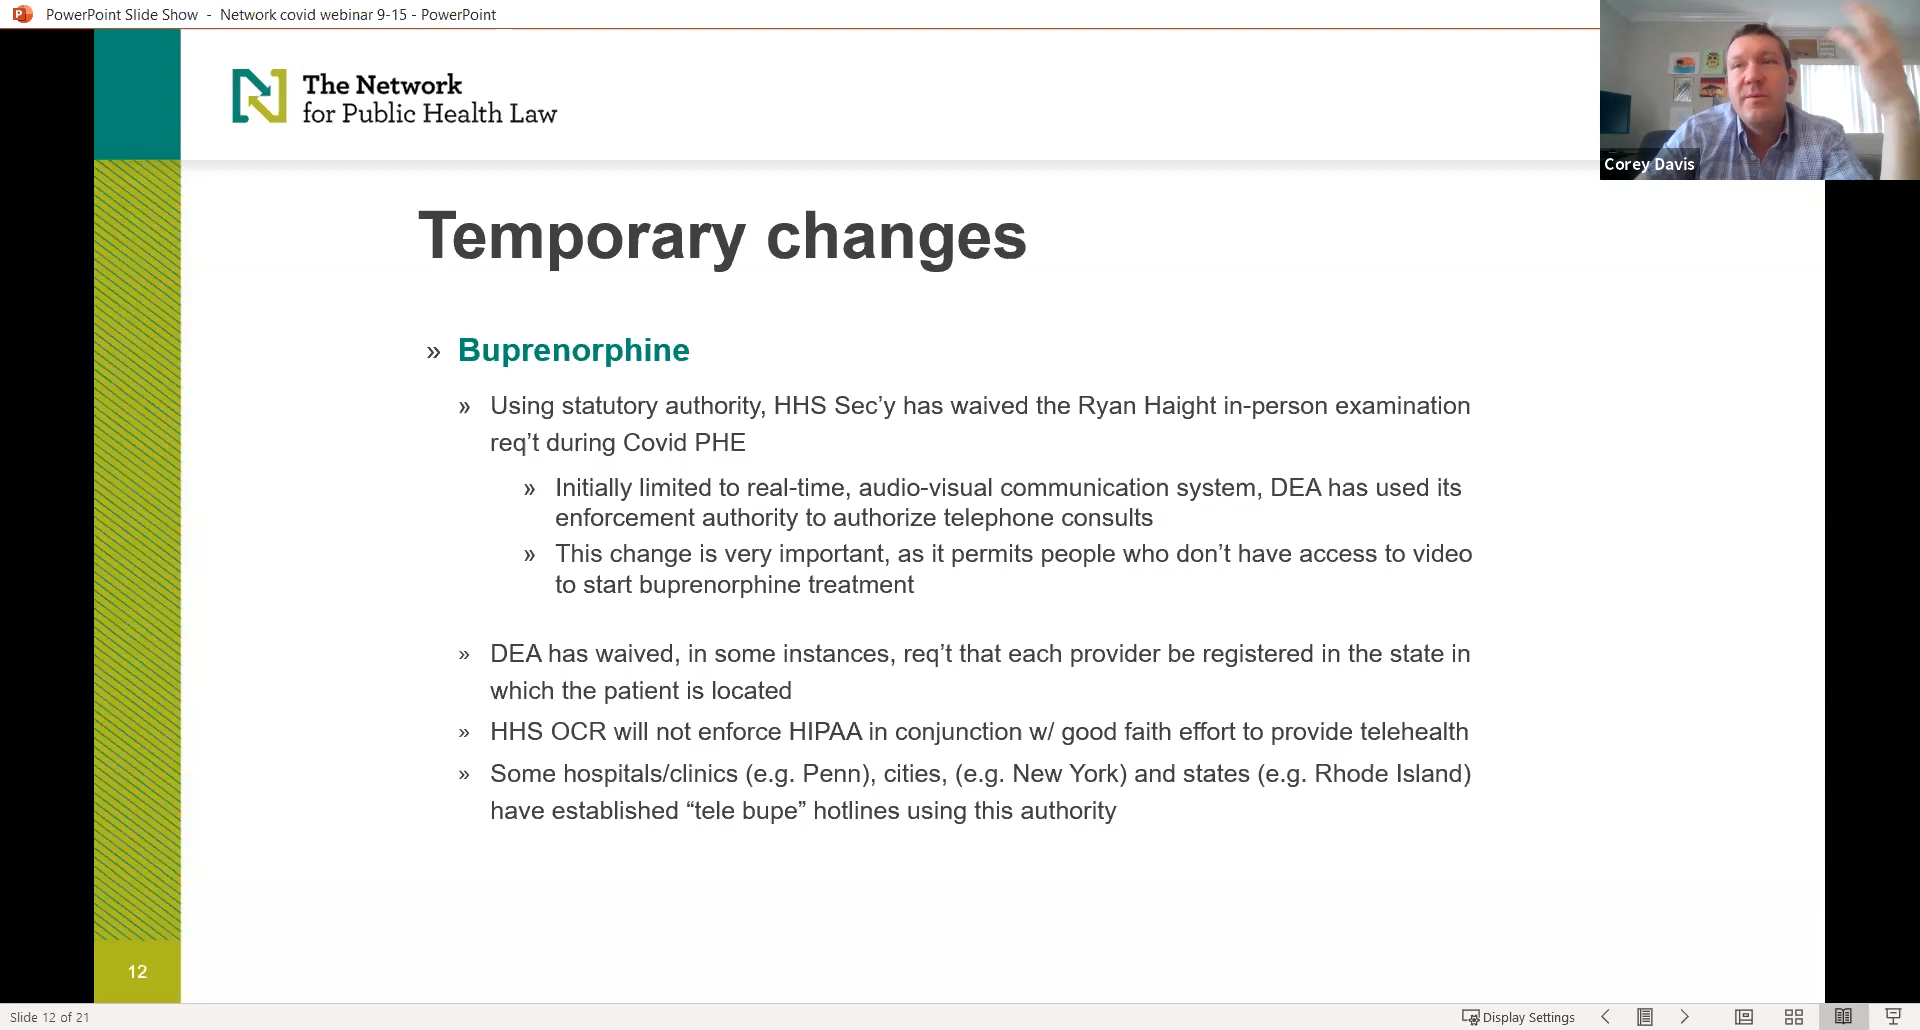 PowerPoint Slide Show - Network covid webinar 9-15 - PowerPoint
The Network
for Public Health Law
Corey Davis
Temporary changes
» Buprenorphine
» Using statutory authority, HHS Sec’y has waived the Ryan Haight in-person examination
req’t during Covid PHE
» Initially limited to real-time, audio-visual communication system, DEA has used its
enforcement authority to authorize telephone consults
» This change is very important, as it permits people who don’t have access to video
to start buprenorphine treatment
» DEA has waived, in some instances, req’t that each provider be registered in the state in
which the patient is located
» HHS OCR will not enforce HIPAA in conjunction w/ good faith effort to provide telehealth
» Some hospitals/clinics (e.g. Penn), cities, (e.g. New York) and states (e.g. Rhode Island)
have established “tele bupe” hotlines using this authority
12
Slide 12 of 21
Display Settings